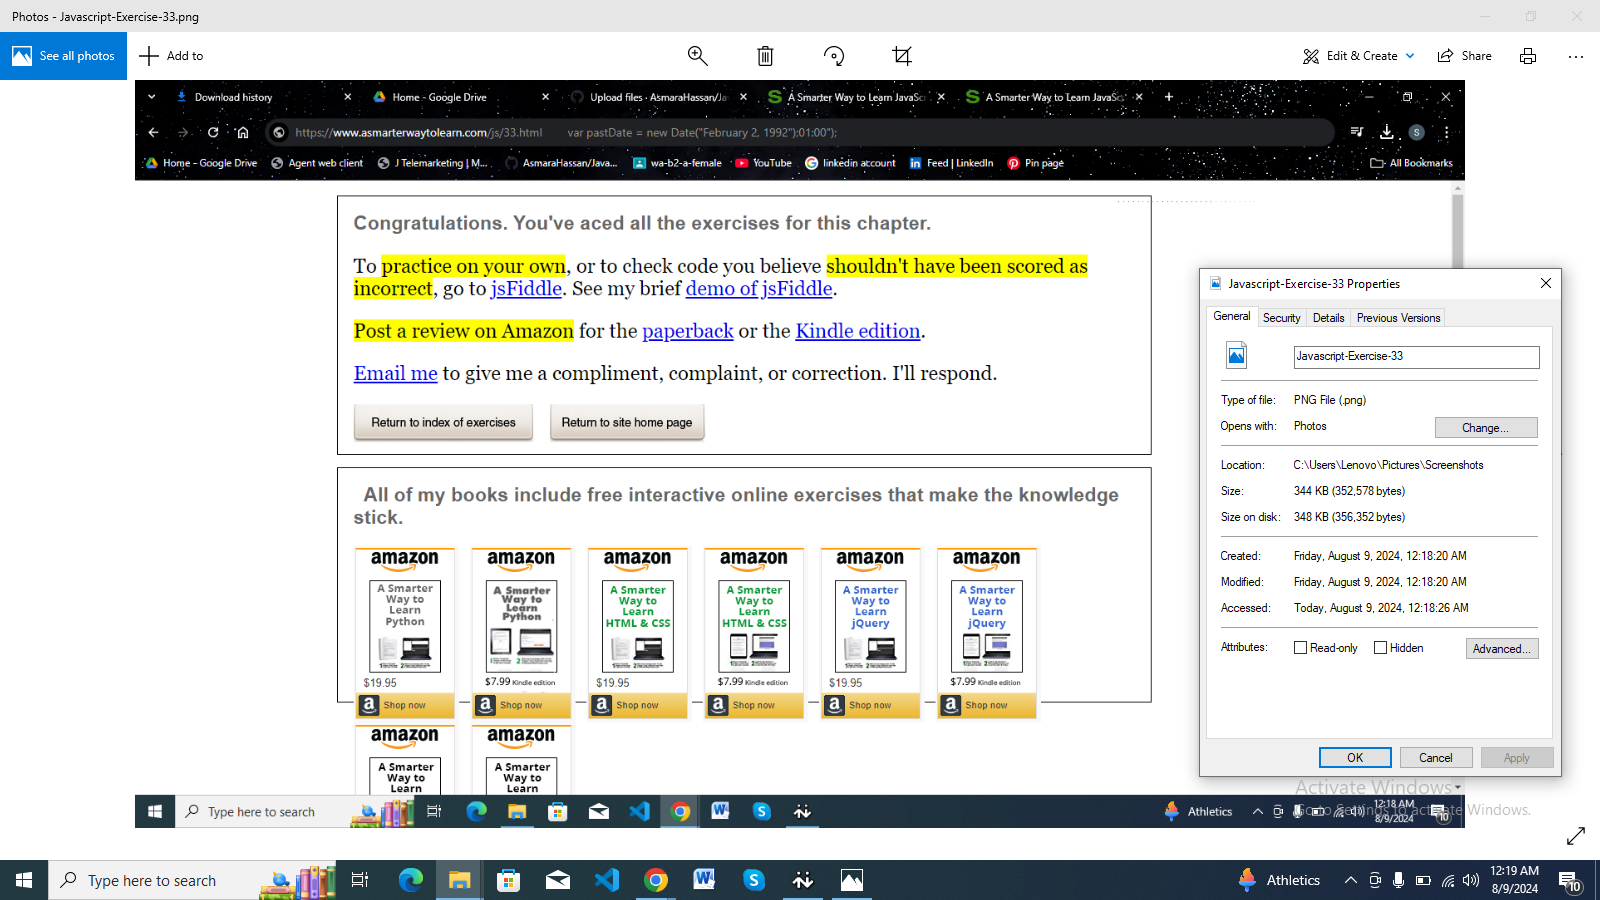 Photos - Javascript-Exercise-33.png
See all photos
Add to
Edit & Create
Share
Download history
Home - Google Drive
Upload files · AsmaraHassan/Ja
A Smarter Way to Learn JavaSc
A Smarter Way to Learn JavaSc
https://www.asmarterwaytolearn.com/js/33.html var pastDate = new Date("February 2, 1992");01:00");
S
Home - Google Drive Agent web client J Telemarketing | M... AsmaraHassan/Java... wa-b2-a-female YouTube linkedin account Feed | LinkedIn Pin page All Bookmarks
Congratulations. You've aced all the exercises for this chapter.
To practice on your own, or to check code you believe shouldn't have been scored as
incorrect, go to jsFiddle. See my brief demo of jsFiddle.
Post a review on Amazon for the paperback or the Kindle edition.
Email me to give me a compliment, complaint, or correction. I'll respond.
Return to index of exercises
Return to site home page
All of my books include free interactive online exercises that make the knowledge
stick.
amazon
A Smarter
Way to
Learn
Python
$19.95
Shop now
amazon
A Smarter
Way to
Learn
Python
$7.99 Kindle edition
Shop now
amazon
A Smarter
Way to
Learn
HTML & CSS
$19.95
Shop now
amazon
A Smarter
Way to
Learn
HTML & CSS
$7.99 Kindle edition
Shop now
amazon
A Smarter
Way to
Learn
jQuery
$19.95
Shop now
amazon
A Smarter
Way to
Learn
jQuery
$7.99 Kindle edition
Shop now
amazon
A Smarter
Way to
Learn
amazon
A Smarter
Way to
Learn
Javascript-Exercise-33 Properties
General Security Details Previous Versions
Javascript-Exercise-33
Type of file: PNG File (.png)
Opens with: Photos Change...
Location: C:\Users\Lenovo\Pictures\Screenshots
Size: 344 KB (352,578 bytes)
Size on disk: 348 KB (356,352 bytes)
Created: Friday, August 9, 2024, 12:18:20 AM
Modified: Friday, August 9, 2024, 12:18:20 AM
Accessed: Today, August 9, 2024, 12:18:26 AM
Attributes: Read-only Hidden Advanced...
OK Cancel Apply
Activate Windows
Go to Settings to activate Windows.
Type here to search
Athletics
12:18 AM
8/9/2024
10
Type here to search
Athletics
12:19 AM
8/9/2024
10